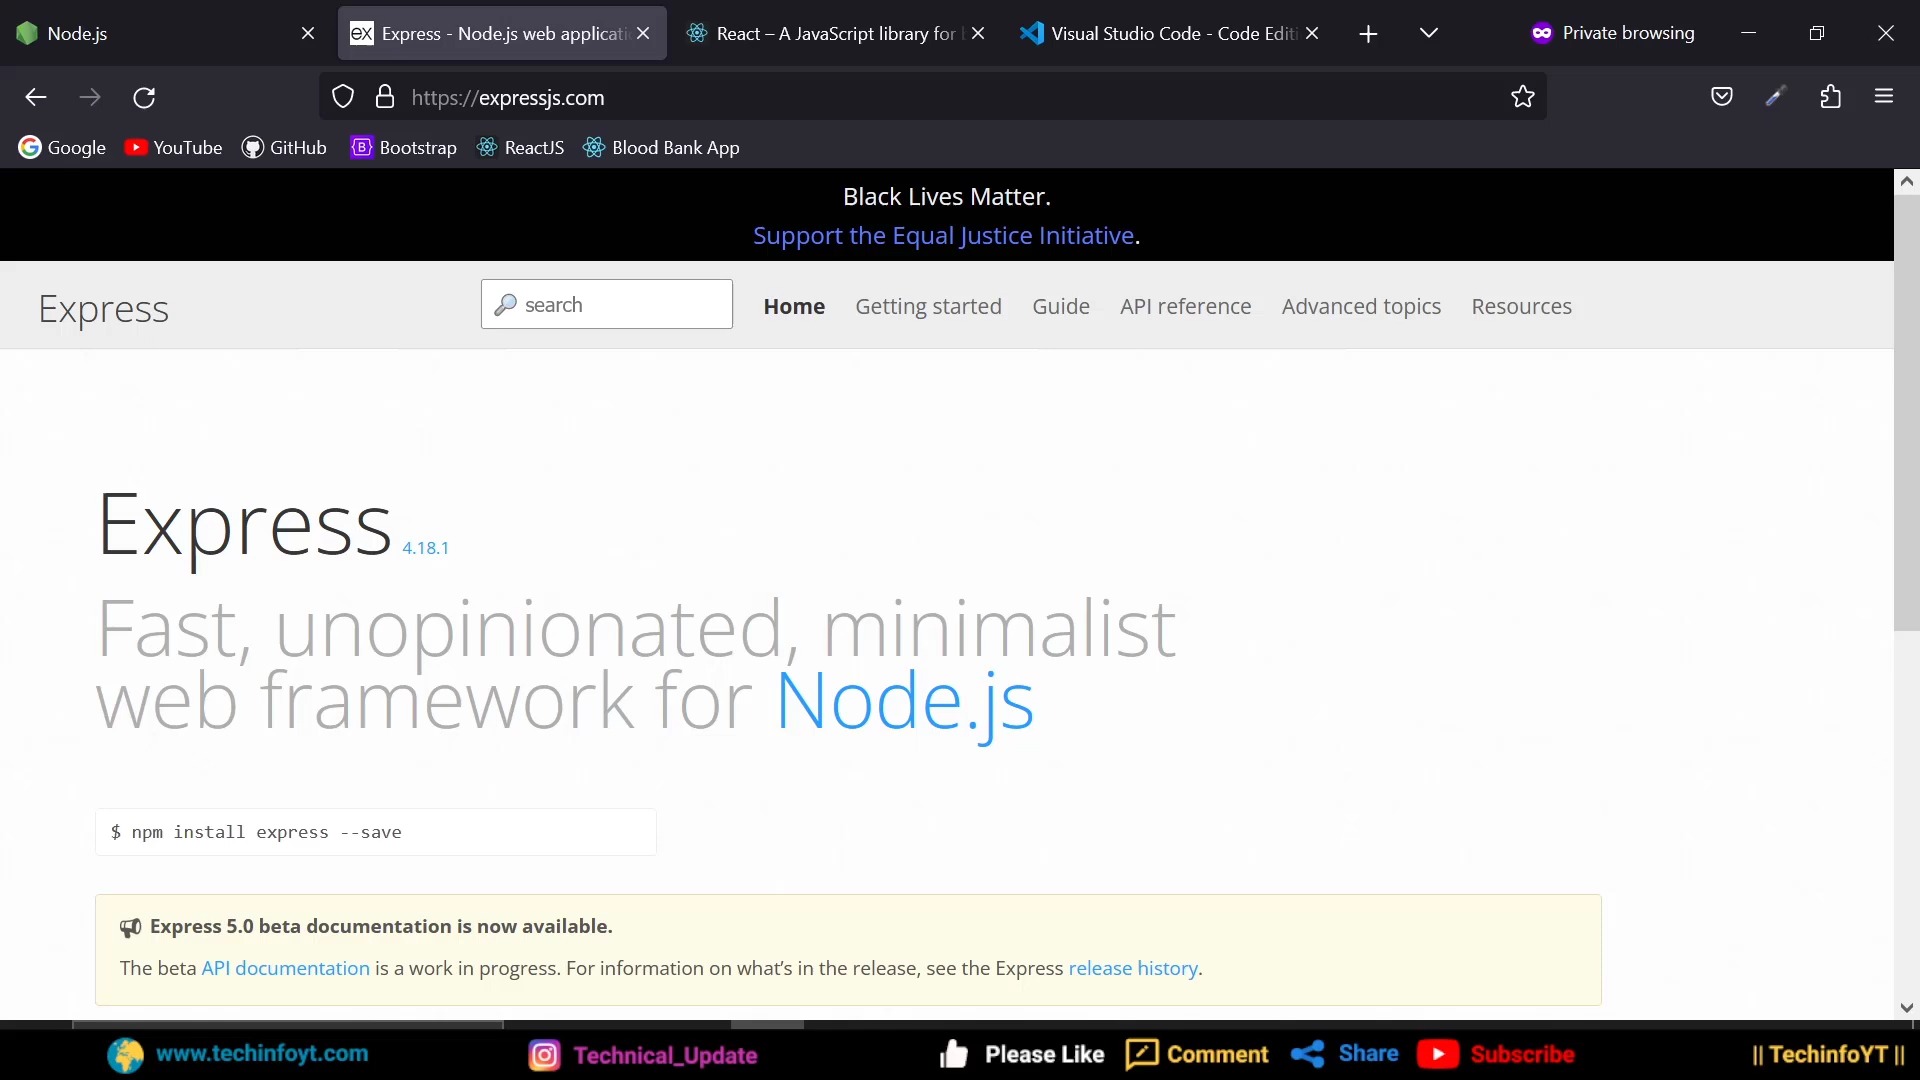 Node.js
Express - Node.js web applicati
React – A JavaScript library for
Visual Studio Code - Code Edit
Private browsing
https://expressjs.com
Google
YouTube
GitHub
Bootstrap
ReactJS
Blood Bank App
Black Lives Matter.
Support the Equal Justice Initiative.
Express
search
Home
Getting started
Guide
API reference
Advanced topics
Resources
Express 4.18.1
Fast, unopinionated, minimalist
web framework for Node.js
$ npm install express --save
Express 5.0 beta documentation is now available.
The beta API documentation is a work in progress. For information on what’s in the release, see the Express release history.
www.techinfoyt.com
Technical_Update
Please Like
Comment
Share
Subscribe
|| TechinfoYT ||